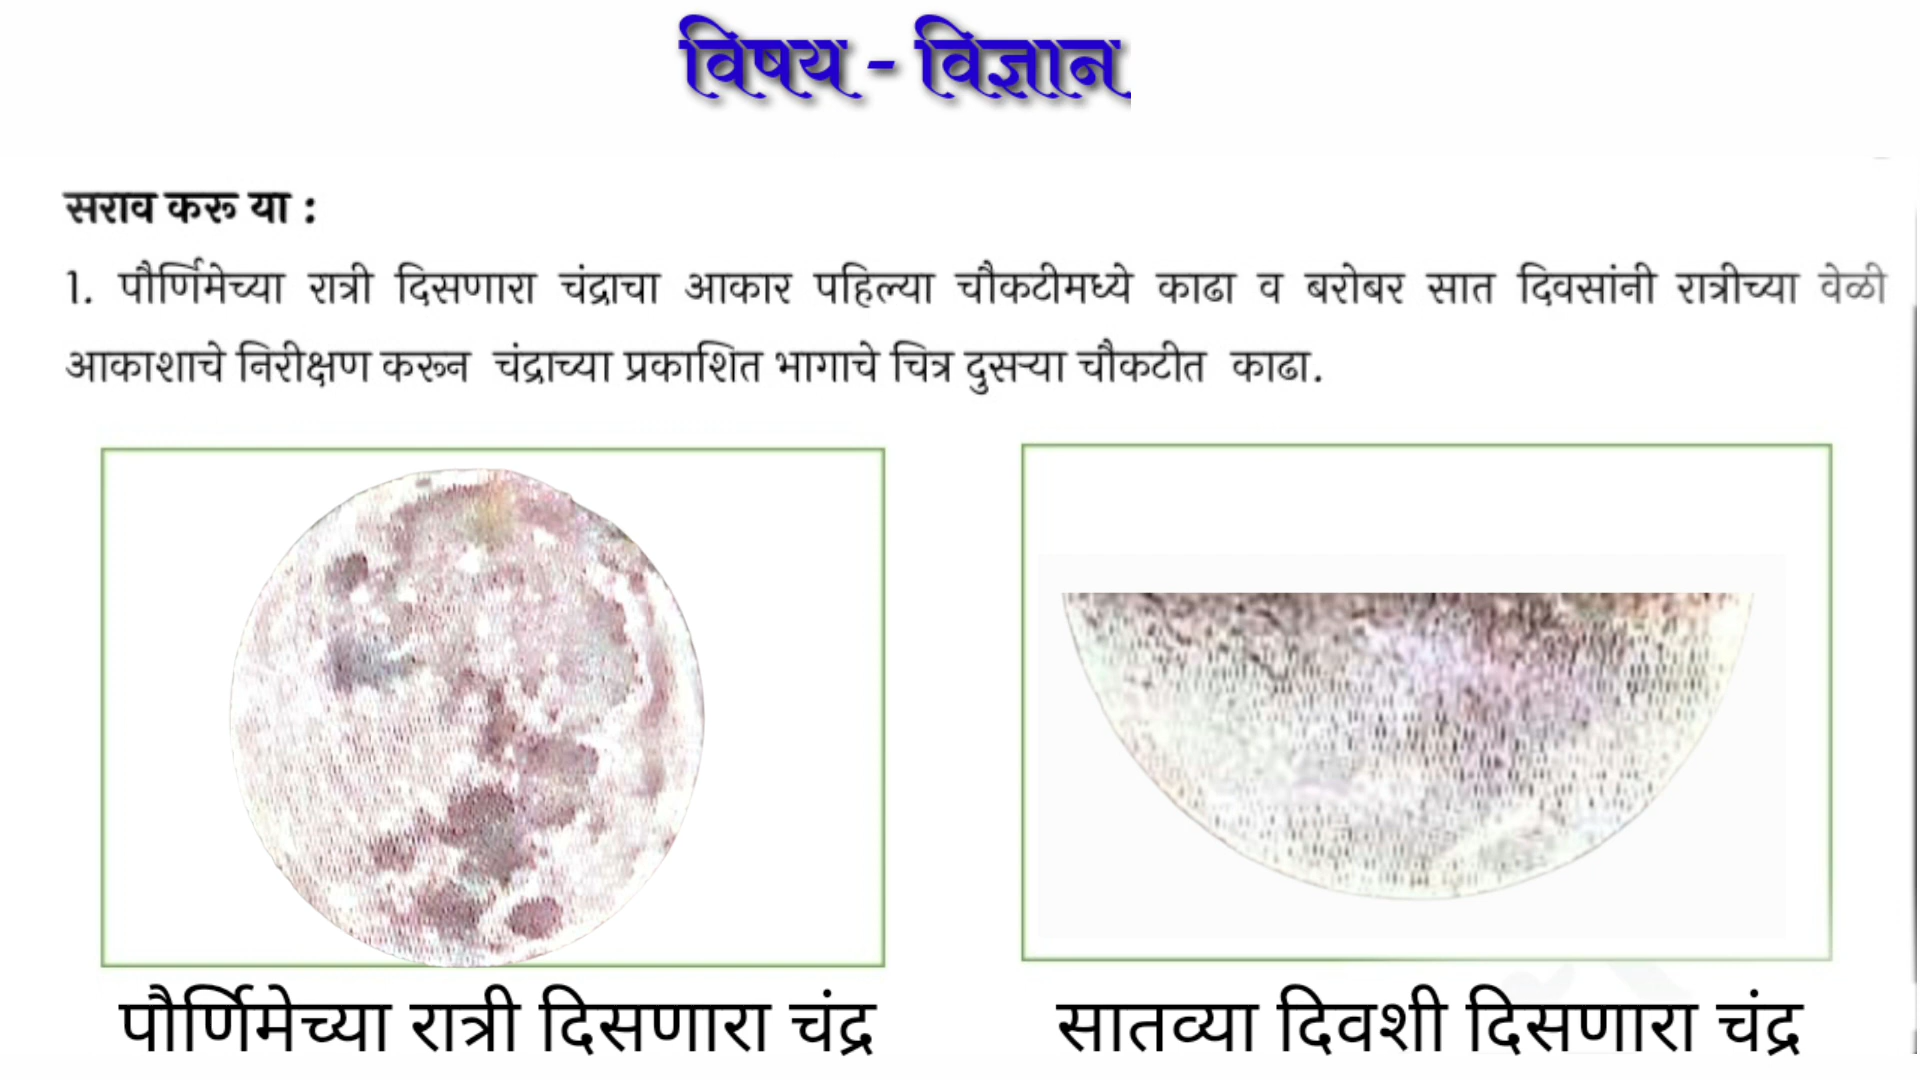 विषय - विज्ञान
सराव करू या :
1. पौर्णिमेच्या रात्री दिसणारा चंद्राचा आकार पहिल्या चौकटीमध्ये काढा व बरोबर सात दिवसांनी रात्रीच्या वेळी
आकाशाचे निरीक्षण करून चंद्राच्या प्रकाशित भागाचे चित्र दुसऱ्या चौकटीत काढा.
पौर्णिमेच्या रात्री दिसणारा चंद्र
सातव्या दिवशी दिसणारा चंद्र